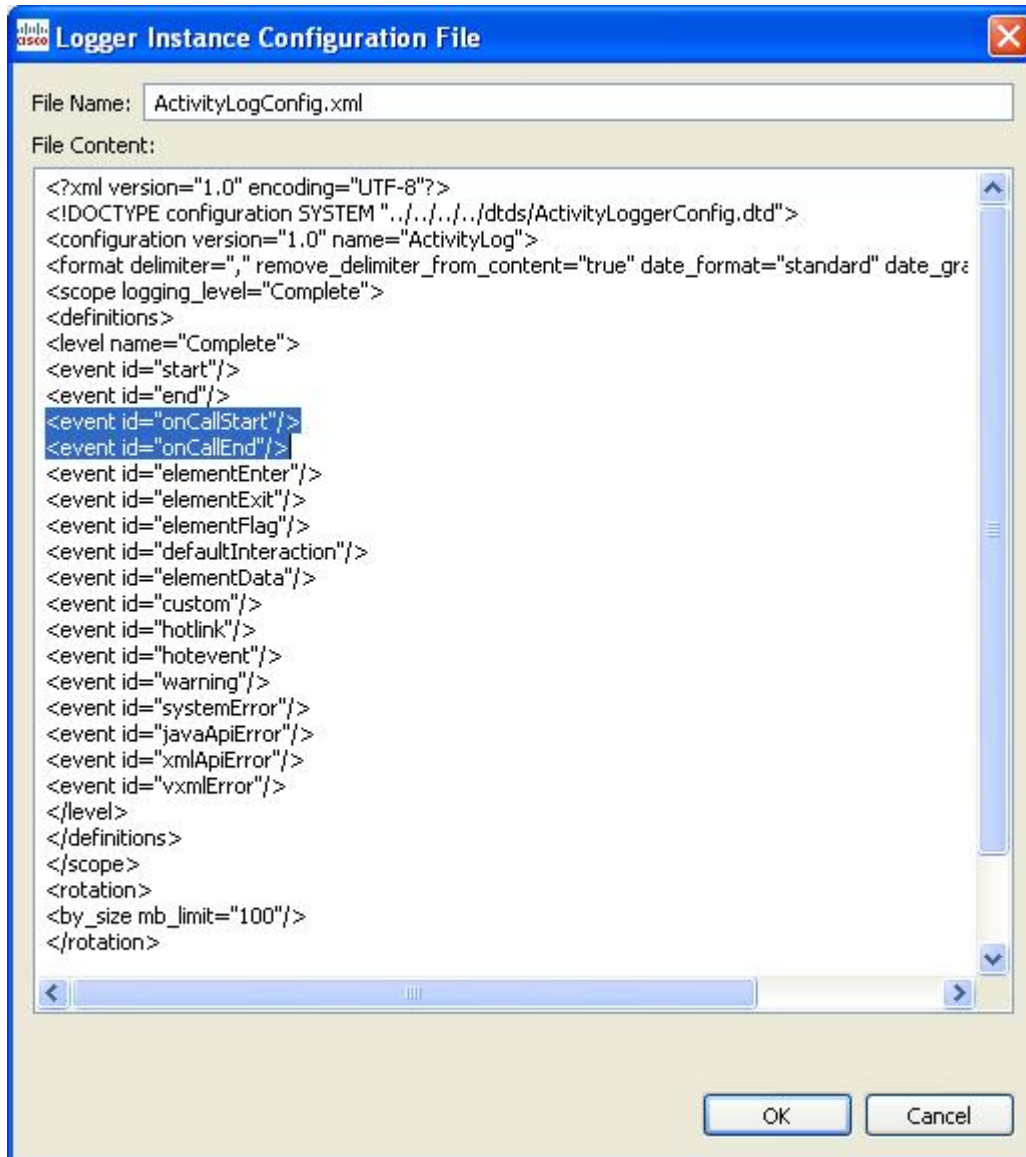 cisco Logger Instance Configuration File
File Name: ActivityLogConfig.xml
File Content:
<?xml version="1.0" encoding="UTF-8"?>
<!DOCTYPE configuration SYSTEM "../../../../dtds/ActivityLoggerConfig.dtd">
<configuration version="1.0" name="ActivityLog">
<format delimiter="," remove_delimiter_from_content="true" date_format="standard" date_gra
<scope logging_level="Complete">
<definitions>
<level name="Complete">
<event id="start"/>
<event id="end"/>
<event id="onCallStart"/>
<event id="onCallEnd"/>
<event id="elementEnter"/>
<event id="elementExit"/>
<event id="elementFlag"/>
<event id="defaultInteraction"/>
<event id="elementData"/>
<event id="custom"/>
<event id="hotlink"/>
<event id="hotevent"/>
<event id="warning"/>
<event id="systemError"/>
<event id="javaApiError"/>
<event id="xmlApiError"/>
<event id="vxmlError"/>
</level>
</definitions>
</scope>
<rotation>
<by_size mb_limit="100"/>
</rotation>
OK Cancel